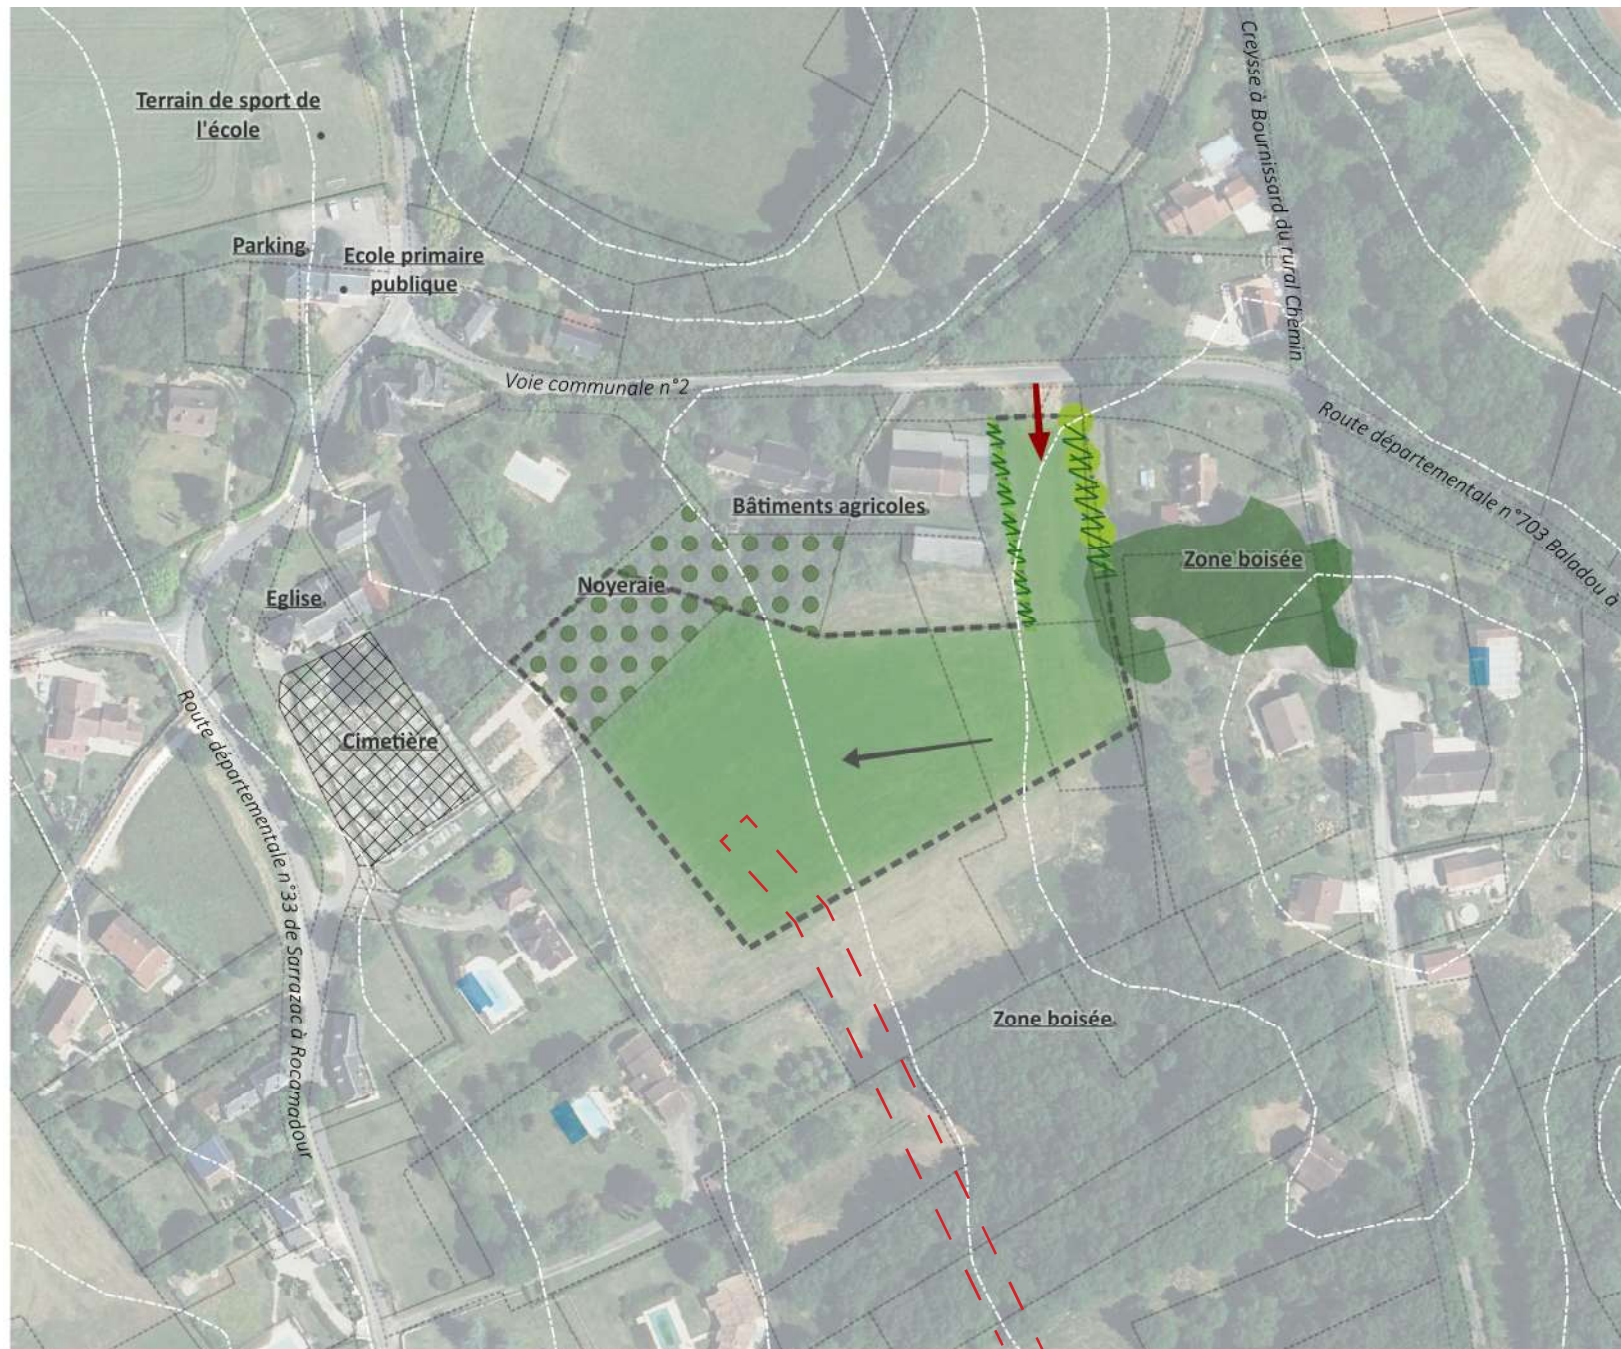 Terrain de sport de
l'école
Creysse à Bournissard du rural Chemin
Parking
Ecole primaire
publique
Voie communale n°2
Route départementale n°703 Baladou à
Bâtiments agricoles
Zone boisée
Noyeraie
Eglise
Cimetière
Route départementale n°33 de Sarrazac à Rocamadour
Zone boisée